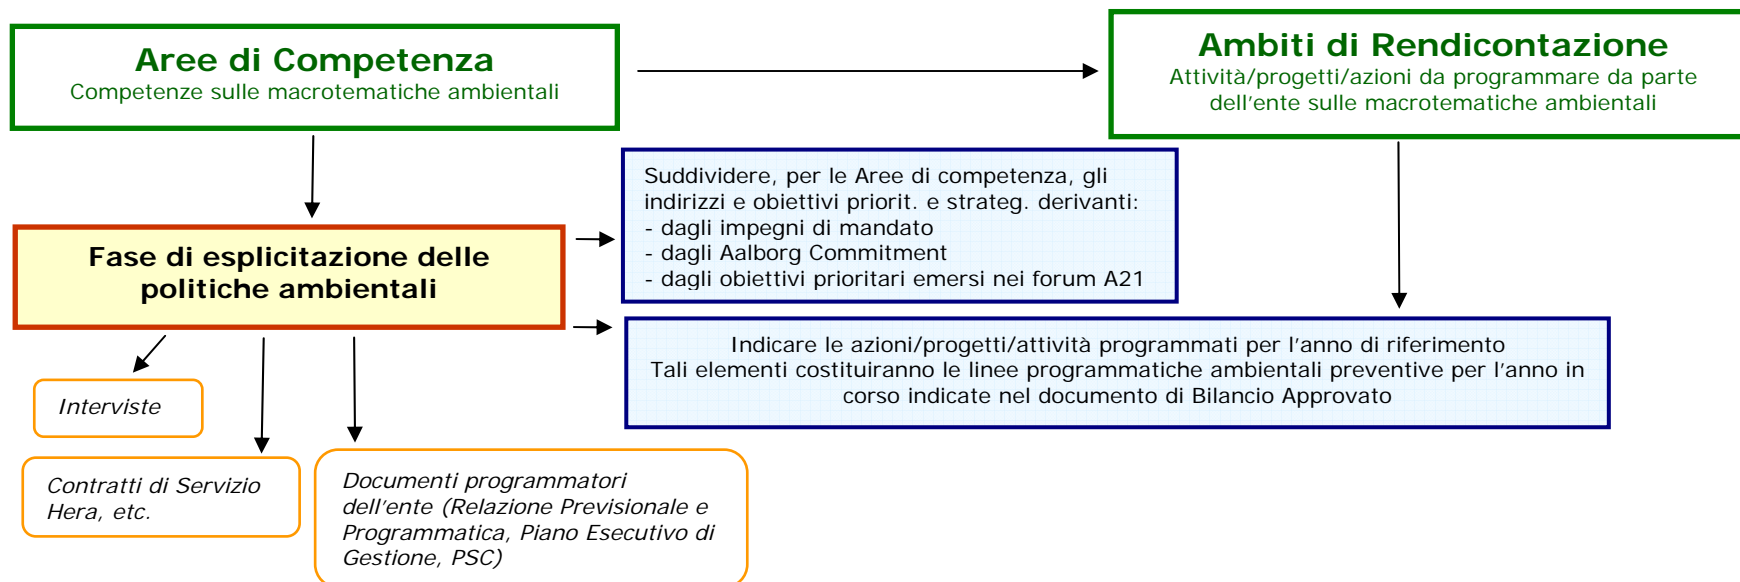 Aree di Competenza
Competenze sulle macrotematiche ambientali
Ambiti di Rendicontazione
Attività/progetti/azioni da programmare da parte
dell'ente sulle macrotematiche ambientali
Suddividere, per le Aree di competenza, gli
indirizzi e obiettivi priorit. e strateg. derivanti:
- dagli impegni di mandato
- dagli Aalborg Commitment
- dagli obiettivi prioritari emersi nei forum A21
Fase di esplicitazione delle
politiche ambientali
Indicare le azioni/progetti/attività programmati per l'anno di riferimento
Tali elementi costituiranno le linee programmatiche ambientali preventive per l'anno in
corso indicate nel documento di Bilancio Approvato
Interviste
Contratti di Servizio
Hera, etc.
Documenti programmatori
dell'ente (Relazione Previsionale e
Programmatica, Piano Esecutivo di
Gestione, PSC)